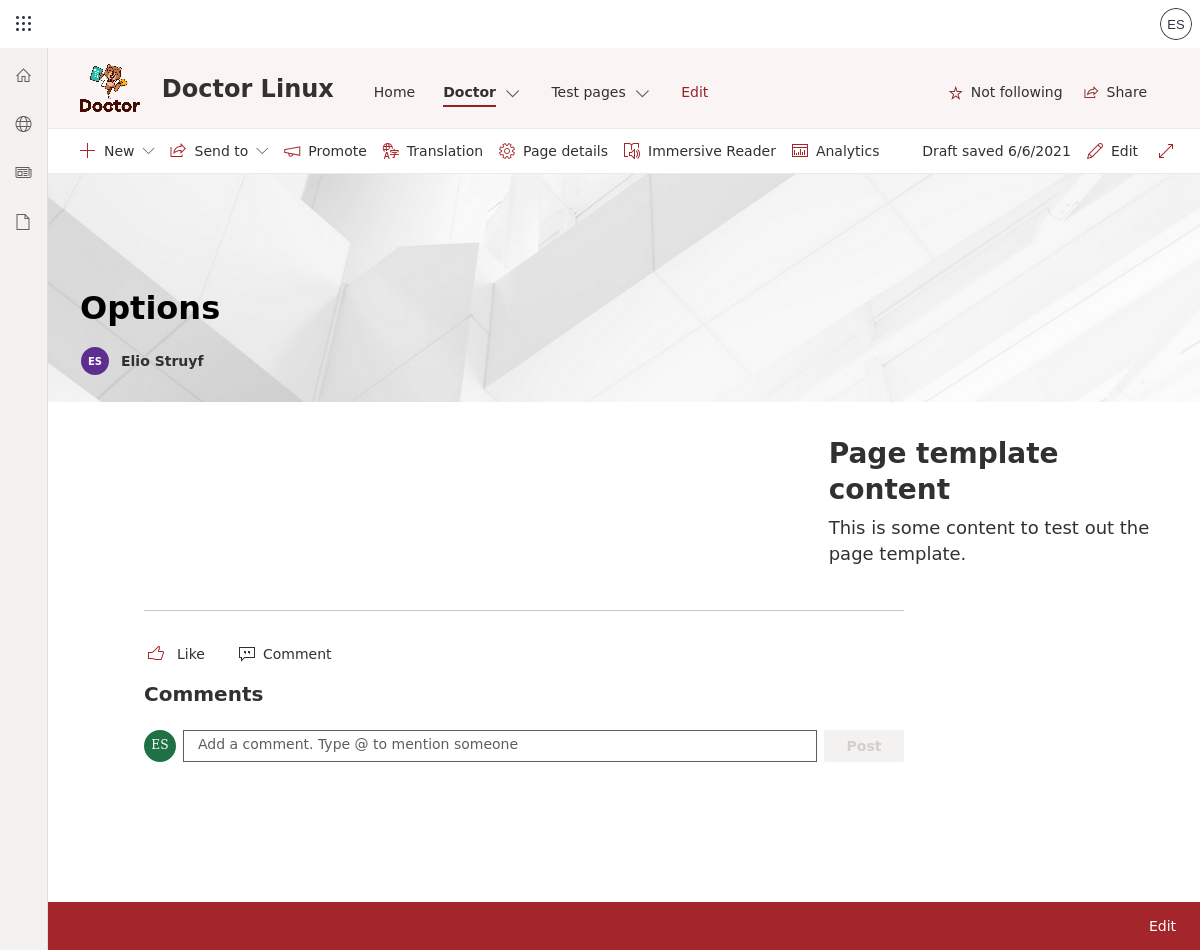 ES
Doctor
Doctor Linux
Home Doctor Test pages Edit
Not following Share
New Send to Promote Translation Page details Immersive Reader Analytics Draft saved 6/6/2021 Edit
Options
ES Elio Struyf
Page template
content
This is some content to test out the
page template.
Like Comment
Comments
ES Add a comment. Type @ to mention someone Post
Edit